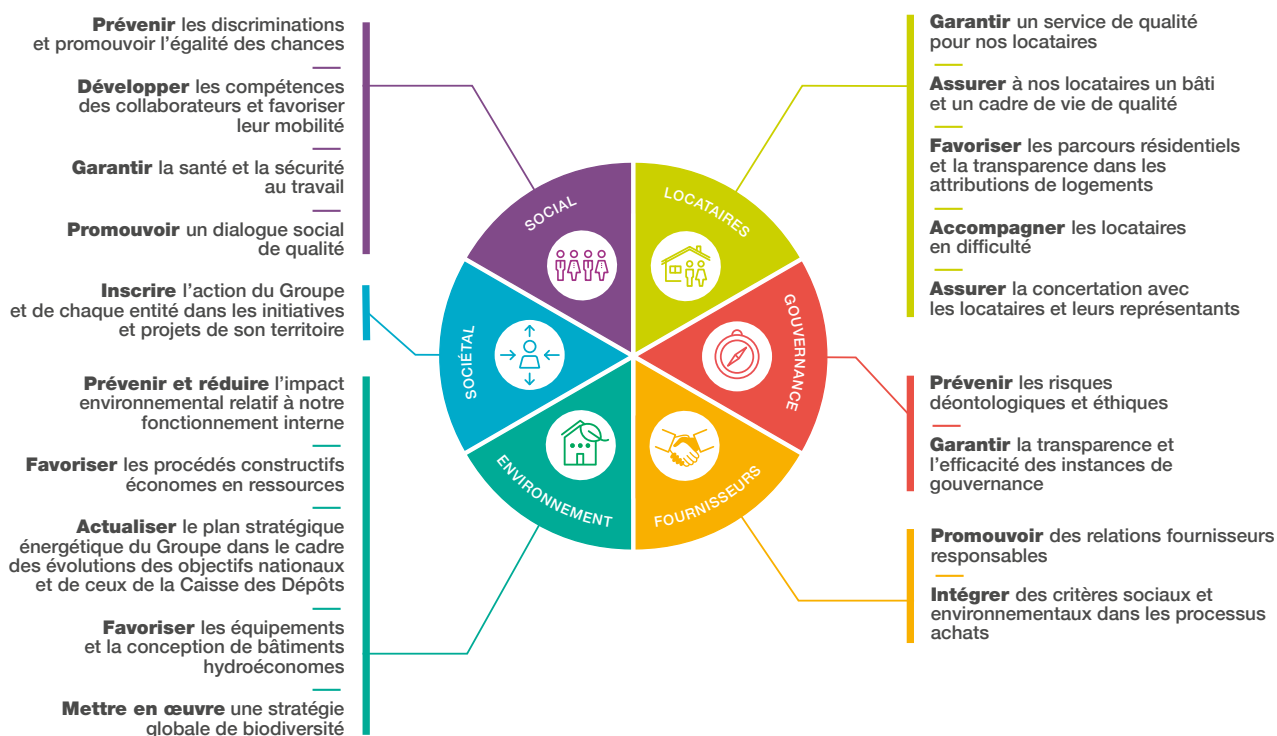 Prévenir les discriminations
et promouvoir l'égalité des chances
Développer les compétences
des collaborateurs et favoriser
leur mobilité
Garantir la santé et la sécurité
au travail
Promouvoir un dialogue social
de qualité
Inscrire l'action du Groupe
et de chaque entité dans les initiatives
et projets de son territoire
Prévenir et réduire l'impact
environnemental relatif à notre
fonctionnement interne
Favoriser les procédés constructifs
économes en ressources
Actualiser le plan stratégique
énergétique du Groupe dans le cadre
des évolutions des objectifs nationaux
et de ceux de la Caisse des Dépôts
Favoriser les équipements
et la conception de bâtiments
hydroéconomes
Mettre en œuvre une stratégie
globale de biodiversité
SOCIAL
LOCATAIRES
SOCIÉTAL
GOUVERNANCE
ENVIRONNEMENT
FOURNISSEURS
Garantir un service de qualité
pour nos locataires
Assurer à nos locataires un bâti
et un cadre de vie de qualité
Favoriser les parcours résidentiels
et la transparence dans les
attributions de logements
Accompagner les locataires
en difficulté
Assurer la concertation avec
les locataires et leurs représentants
Prévenir les risques
déontologiques et éthiques
Garantir la transparence et
l'efficacité des instances de
gouvernance
Promouvoir des relations fournisseurs
responsables
Intégrer des critères sociaux et
environnementaux dans les processus
achats